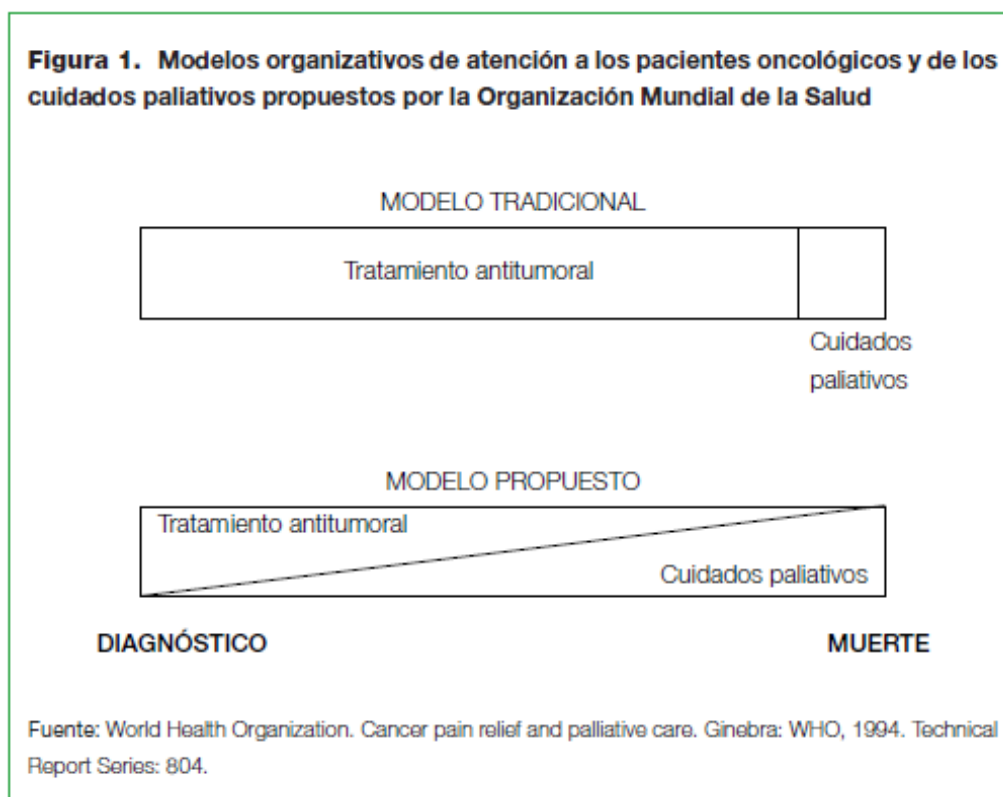 Figura 1. Modelos organizativos de atención a los pacientes oncológicos y de los
cuidados paliativos propuestos por la Organización Mundial de la Salud
MODELO TRADICIONAL
Tratamiento antitumoral
Cuidados
paliativos
MODELO PROPUESTO
Tratamiento antitumoral
Cuidados paliativos
DIAGNÓSTICO
MUERTE
Fuente: World Health Organization. Cancer pain relief and palliative care. Ginebra: WHO, 1994. Technical
Report Series: 804.